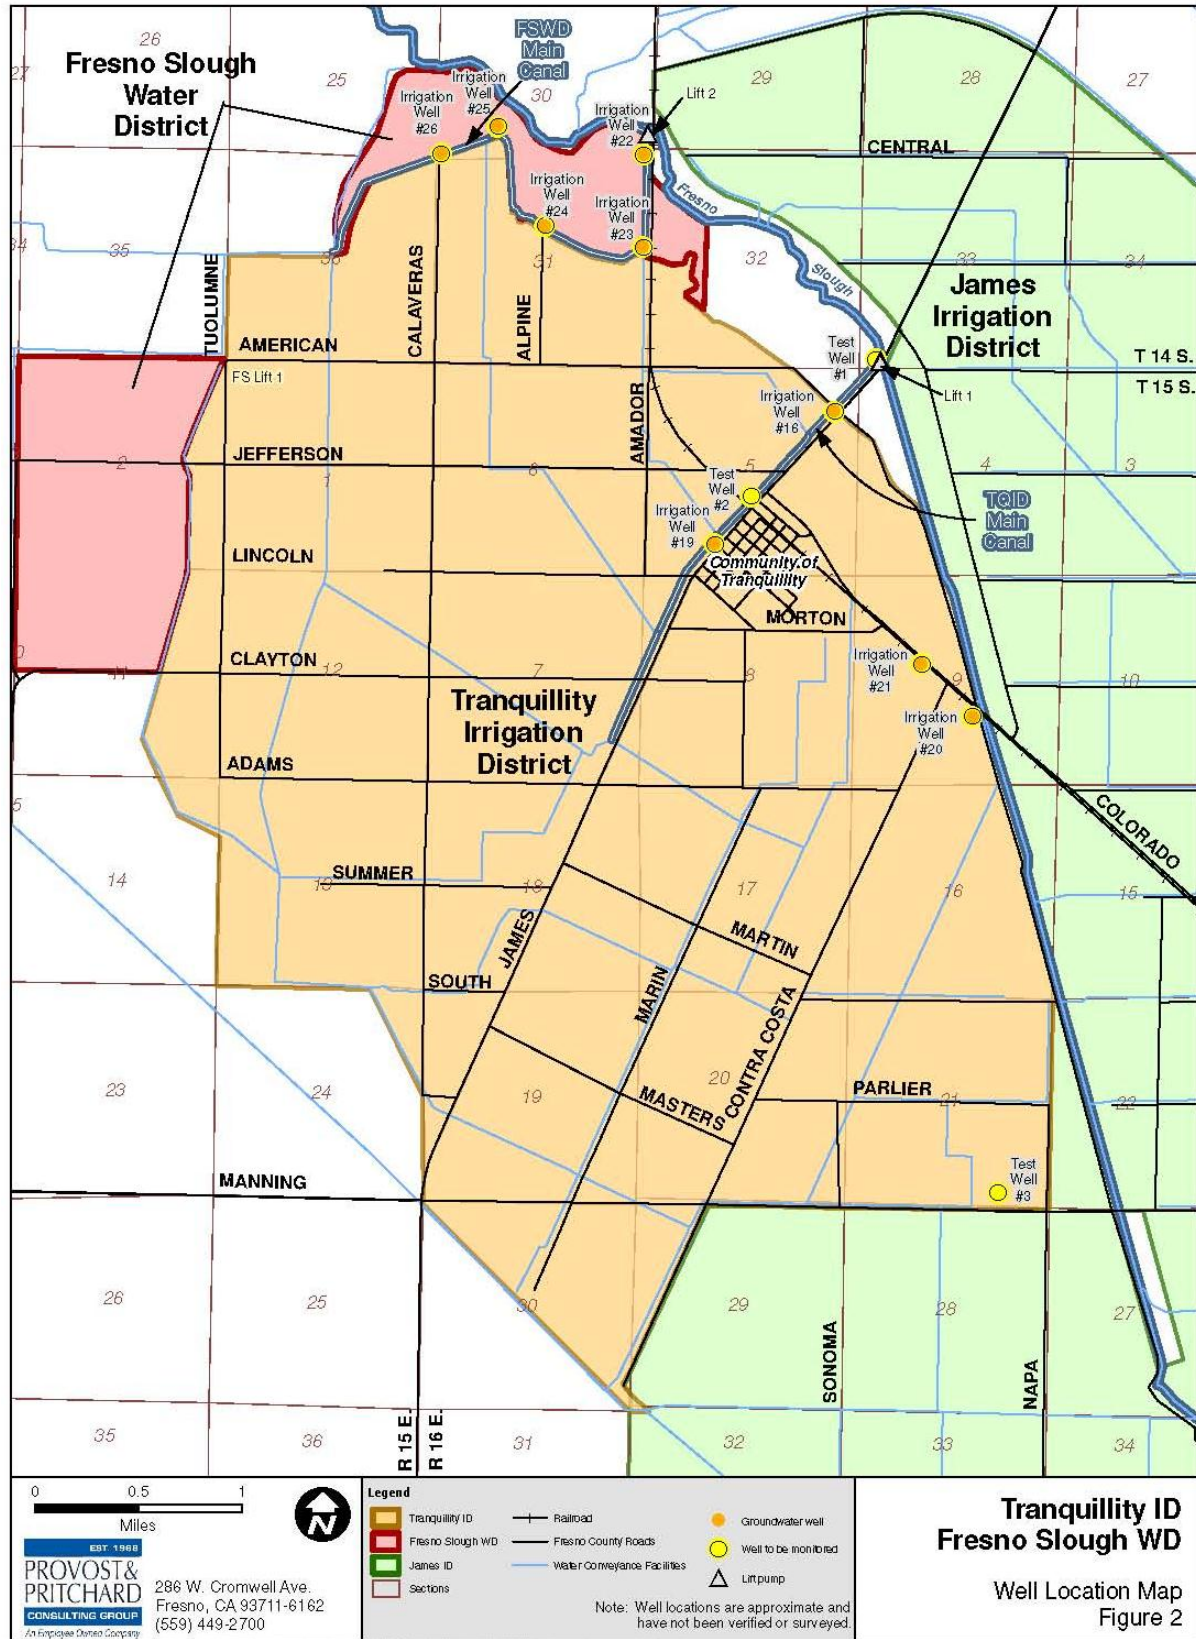 26
27
25
30
29
28
27
Fresno Slough
Water
District
FSWD
Main
Canal
Irrigation
Well
#25
Irrigation
Well
#26
Irrigation
Well
#22
Lift 2
CENTRAL
Irrigation
Well
#24
Irrigation
Well
#23
Fresno
Slough
34
35
36
31
32
33
34
TUOLUMNE
CALAVERAS
ALPINE
AMADOR
James
Irrigation
District
AMERICAN
FS Lift 1
Test
Well
#1
Lift 1
T 14 S.
T 15 S.
Irrigation
Well
#16
JEFFERSON
2
1
6
5
4
3
Test
Well
#2
Irrigation
Well
#19
TQID
Main
Canal
LINCOLN
Community of
Tranquillity
MORTON
CLAYTON
11
12
7
8
9
10
Irrigation
Well
#21
Irrigation
Well
#20
Tranquillity
Irrigation
District
ADAMS
COLORADO
14
13
SUMMER
18
17
16
15
JAMES
MARTIN
SOUTH
MARIN
CONTRA COSTA
23
24
19
20
MASTERS
PARLIER
21
22
Test
Well
#3
MANNING
26
25
30
29
28
27
SONOMA
NAPA
35
36
R 15 E.
R 16 E.
31
32
33
34
0 0.5 1
Miles
N
EST. 1968
PROVOST&
PRITCHARD
CONSULTING GROUP
An Employee Owned Company
286 W. Cromwell Ave.
Fresno, CA 93711-6162
(559) 449-2700
Legend
Tranquillity ID
Fresno Slough WD
James ID
Sections
Railroad
Fresno County Roads
Water Conveyance Facilities
Groundwater well
Well to be monitored
Lift pump
Note: Well locations are approximate and
have not been verified or surveyed.
Tranquillity ID
Fresno Slough WD
Well Location Map
Figure 2